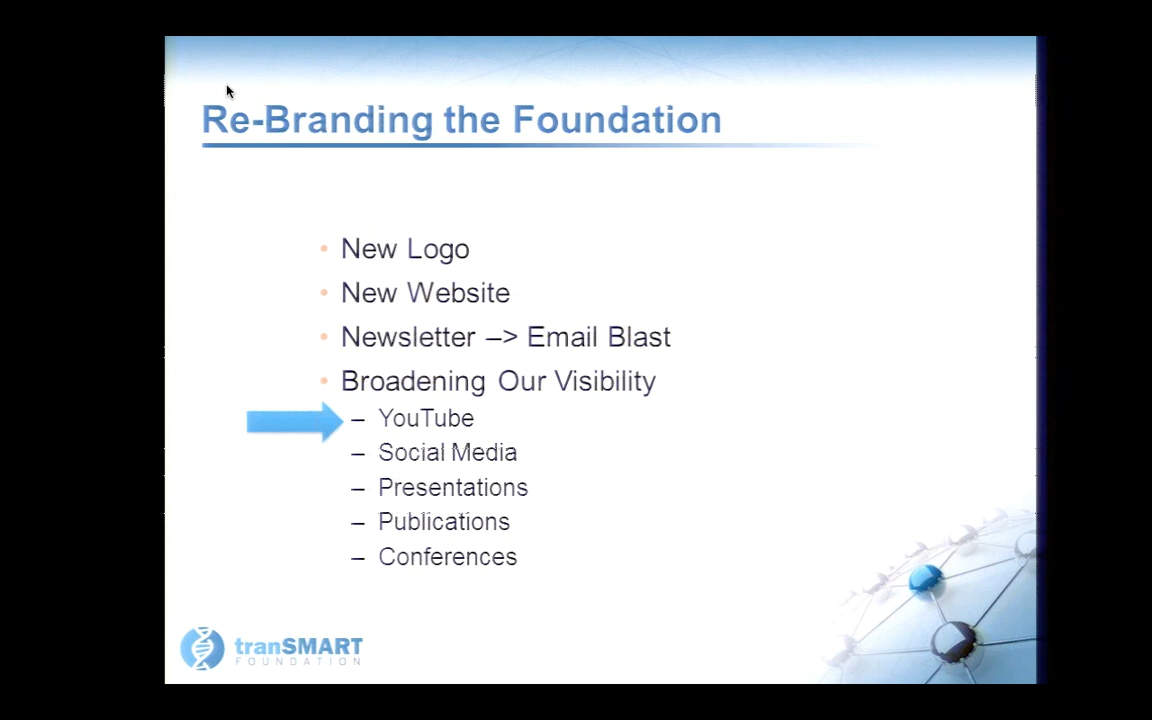 Re-Branding the Foundation
• New Logo
• New Website
• Newsletter –> Email Blast
• Broadening Our Visibility
– YouTube
– Social Media
– Presentations
– Publications
– Conferences
tranSMART
FOUNDATION